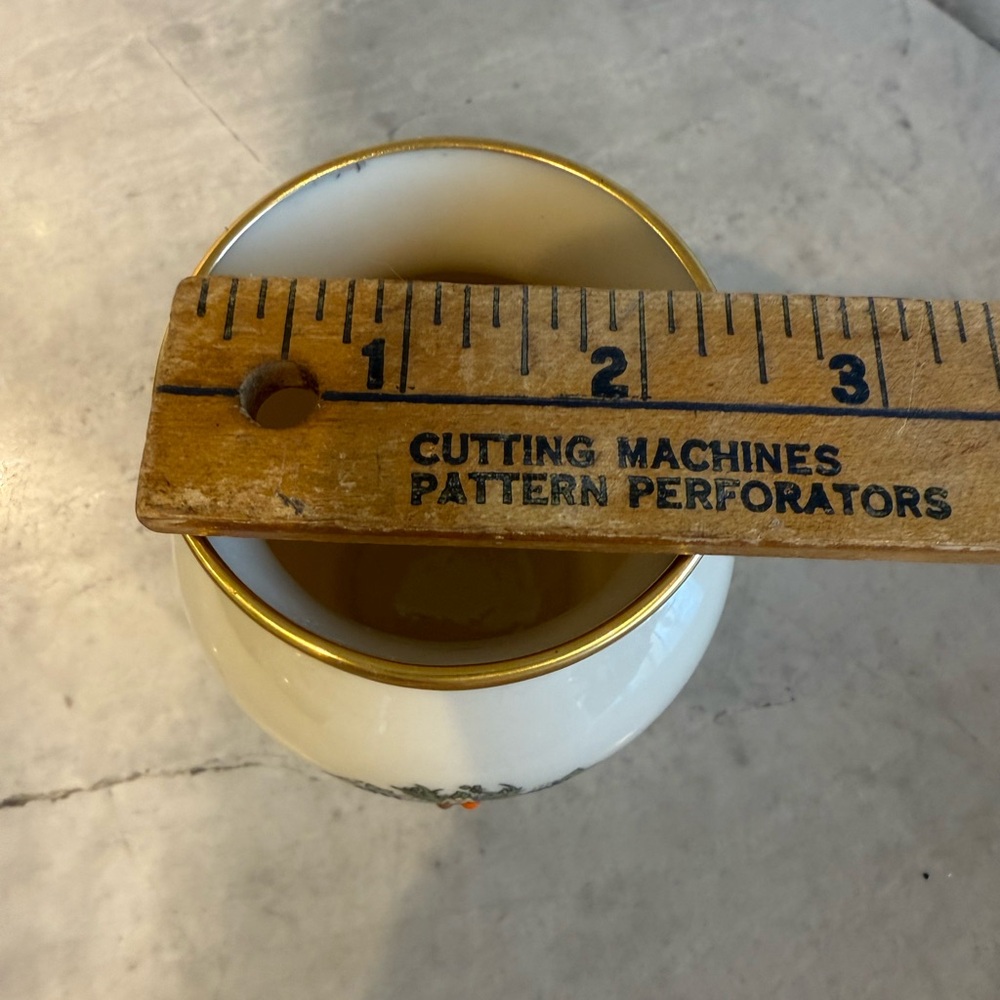 1 2 3
CUTTING MACHINES
PATTERN PERFORATORS